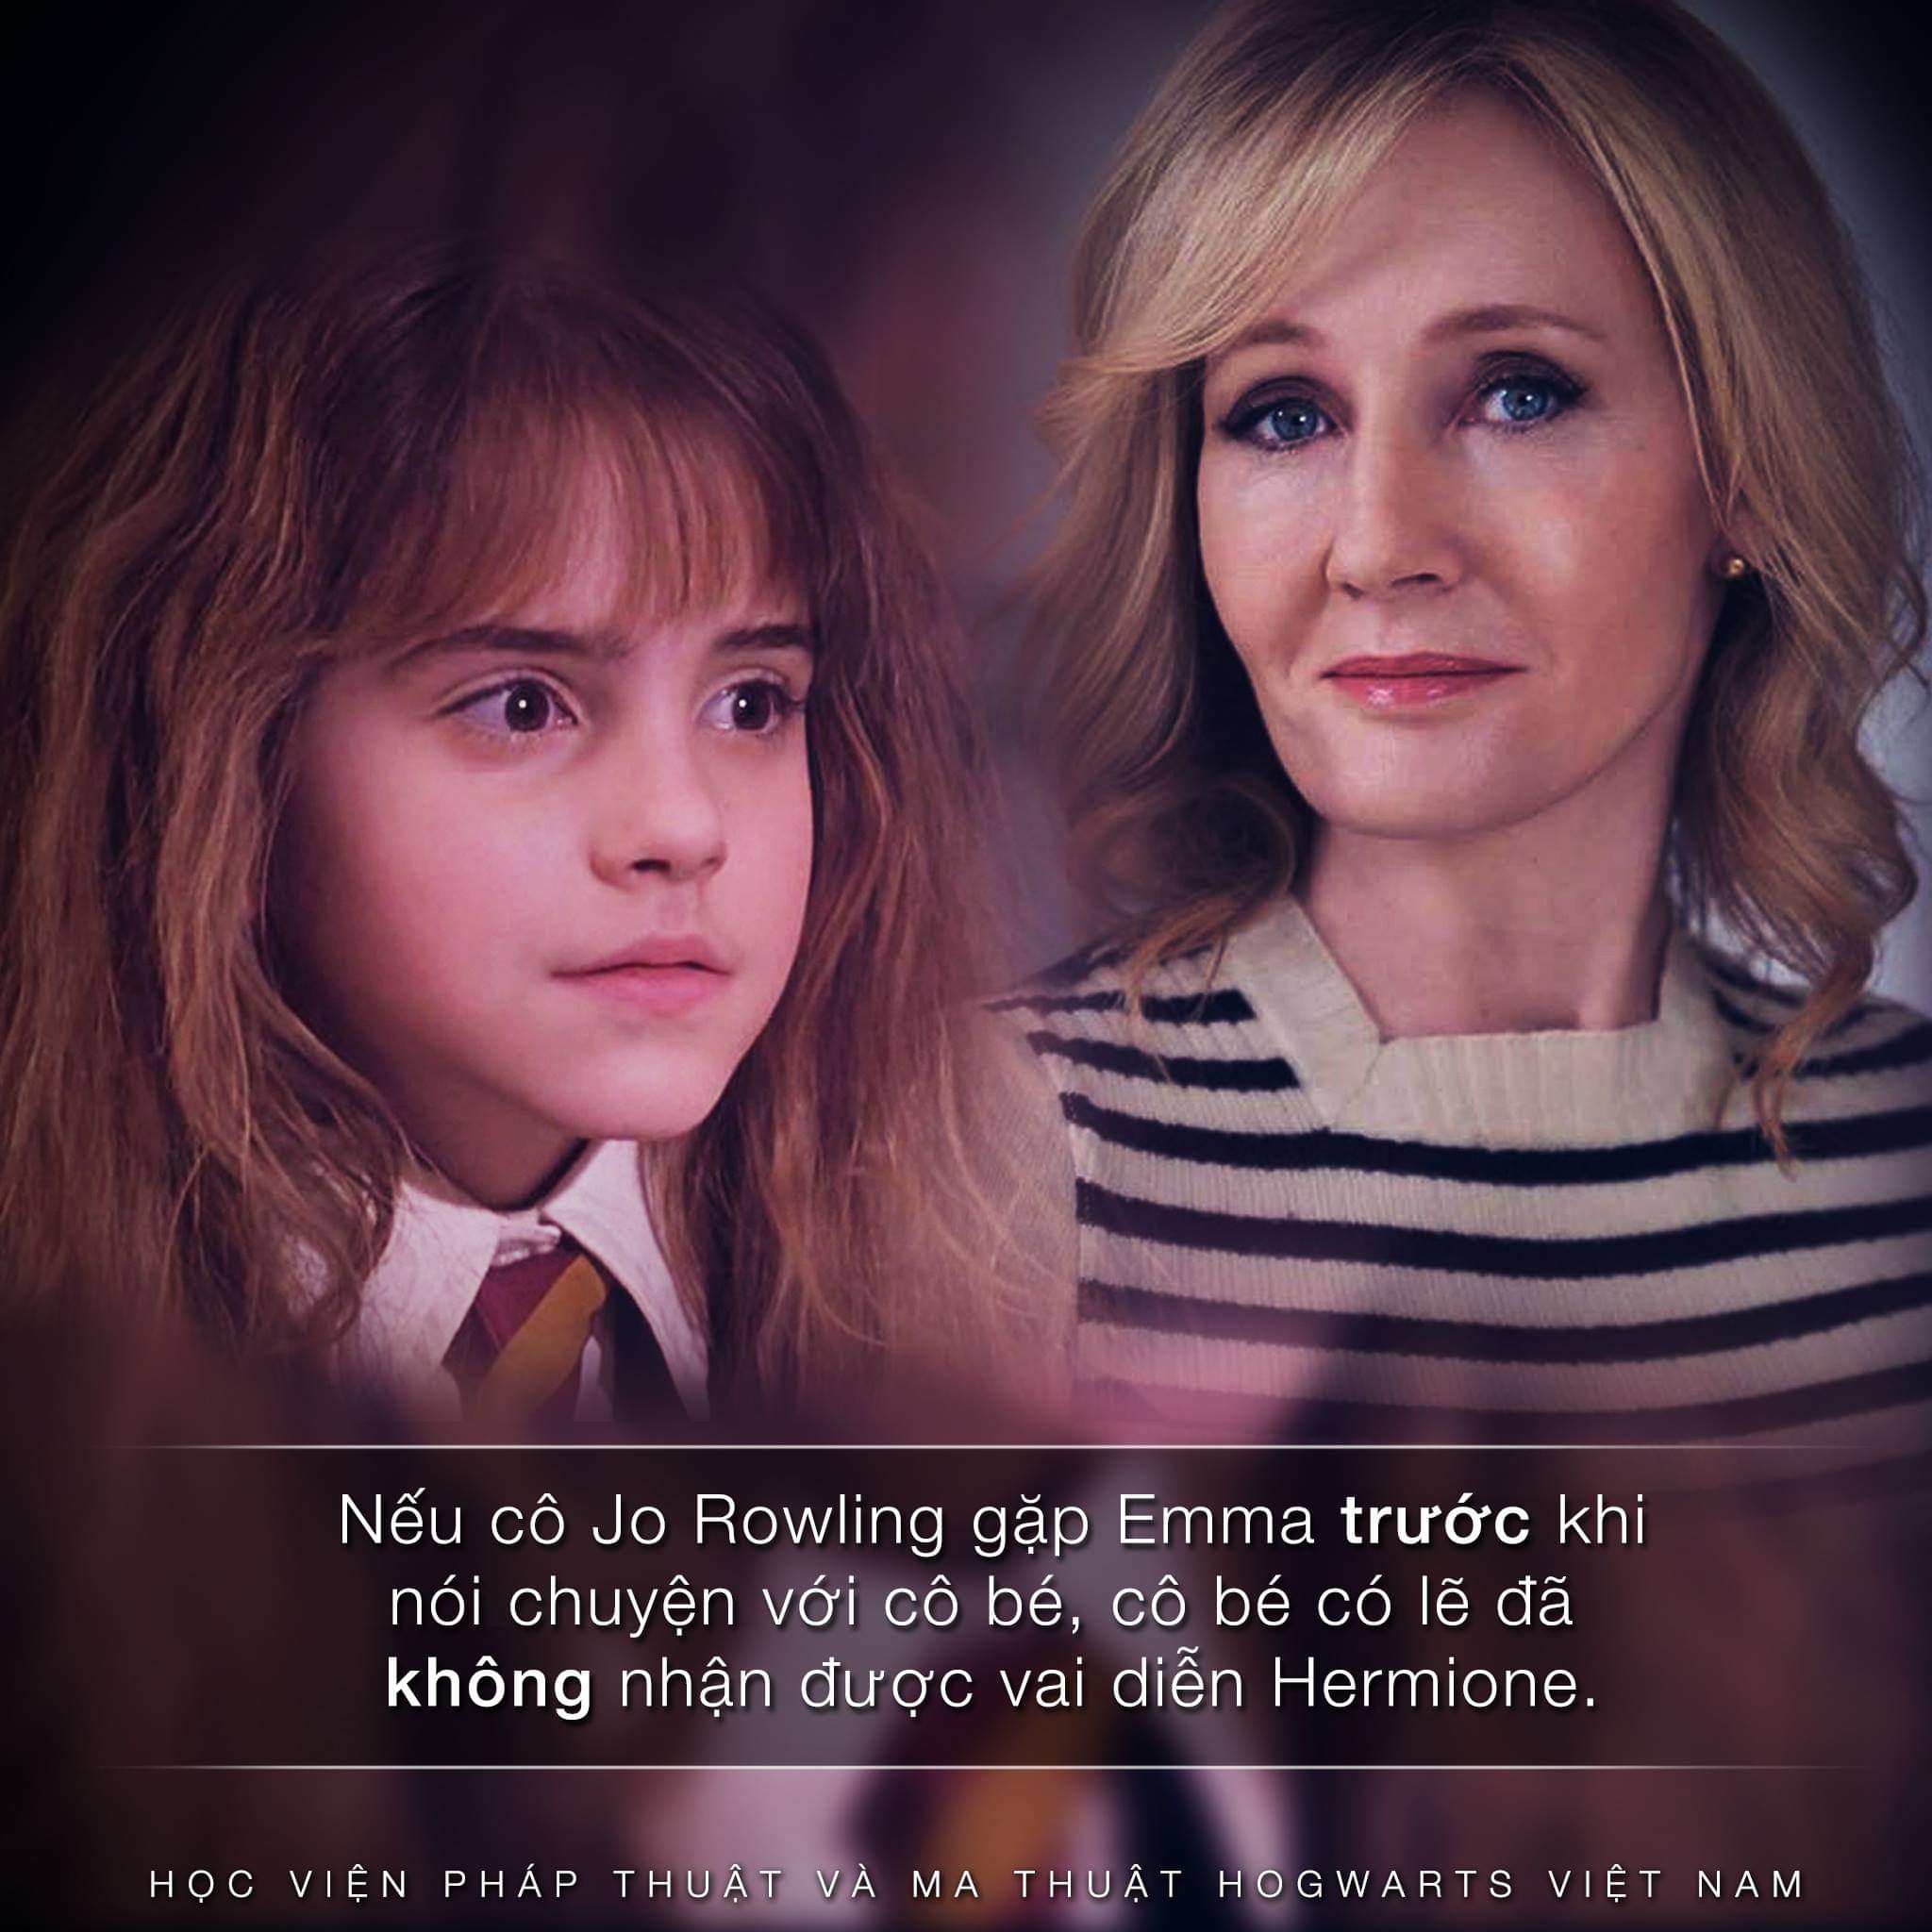 Nếu cô Jo Rowling gặp Emma trước khi
nói chuyện với cô bé, cô bé có lẽ đã
không nhận được vai diễn Hermione.
HỌC VIỆN PHÁP THUẬT VÀ MA THUẬT HOGWARTS VIỆT NAM